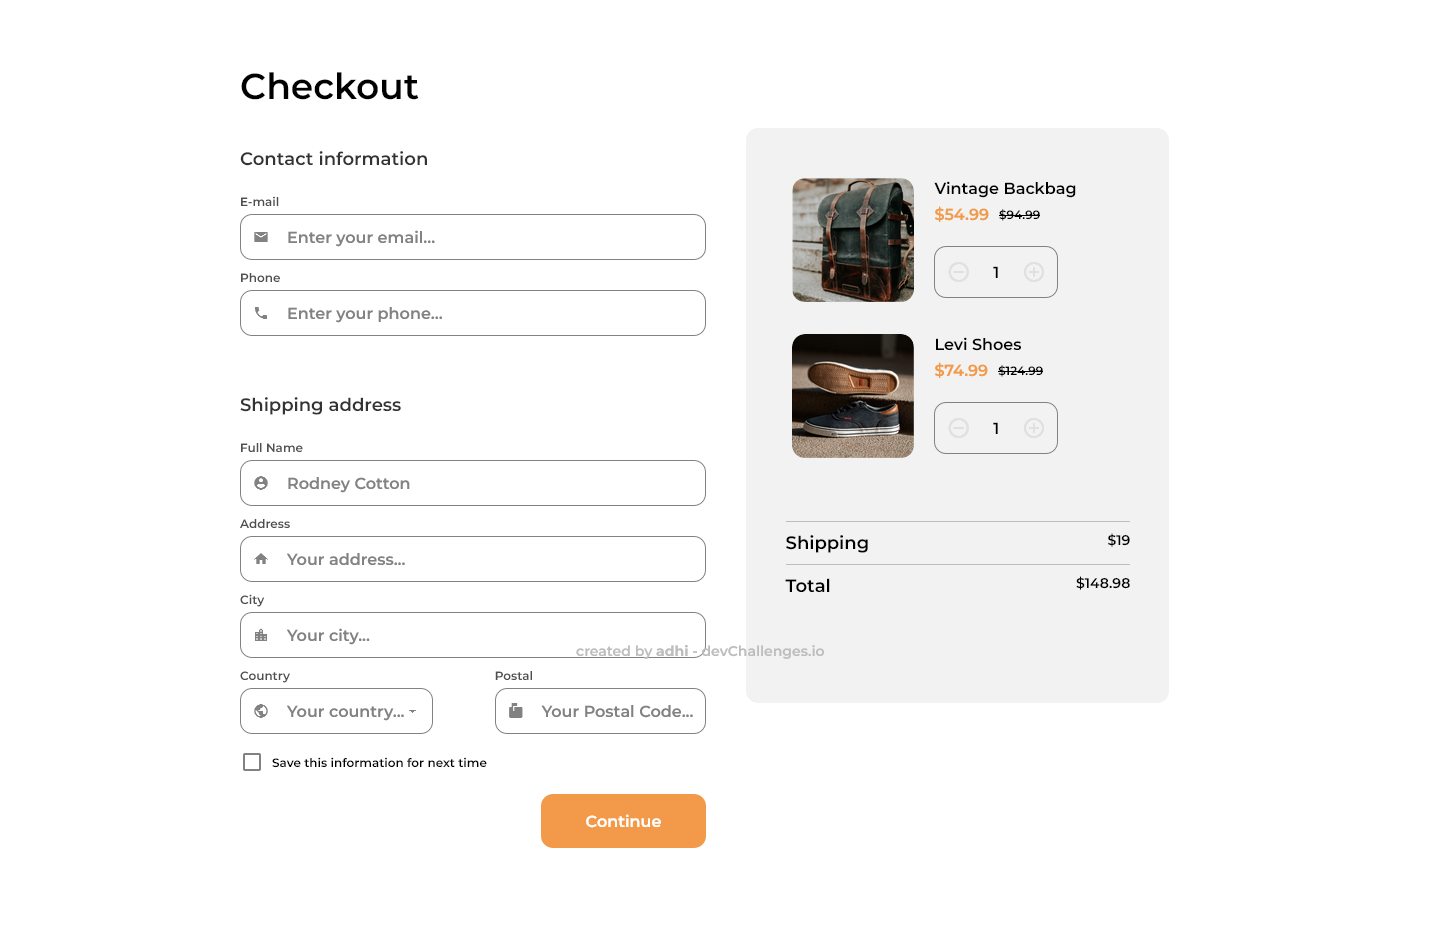 Checkout
Contact information
E-mail
Enter your email...
Phone
Enter your phone...
Shipping address
Full Name
Rodney Cotton
Address
Your address...
City
Your city...
Country
Your country...
Postal
Your Postal Code...
Save this information for next time
Continue
Vintage Backbag
$54.99 $94.99
1
Levi Shoes
$74.99 $124.99
1
Shipping $19
Total $148.98
created by adhi - devChallenges.io